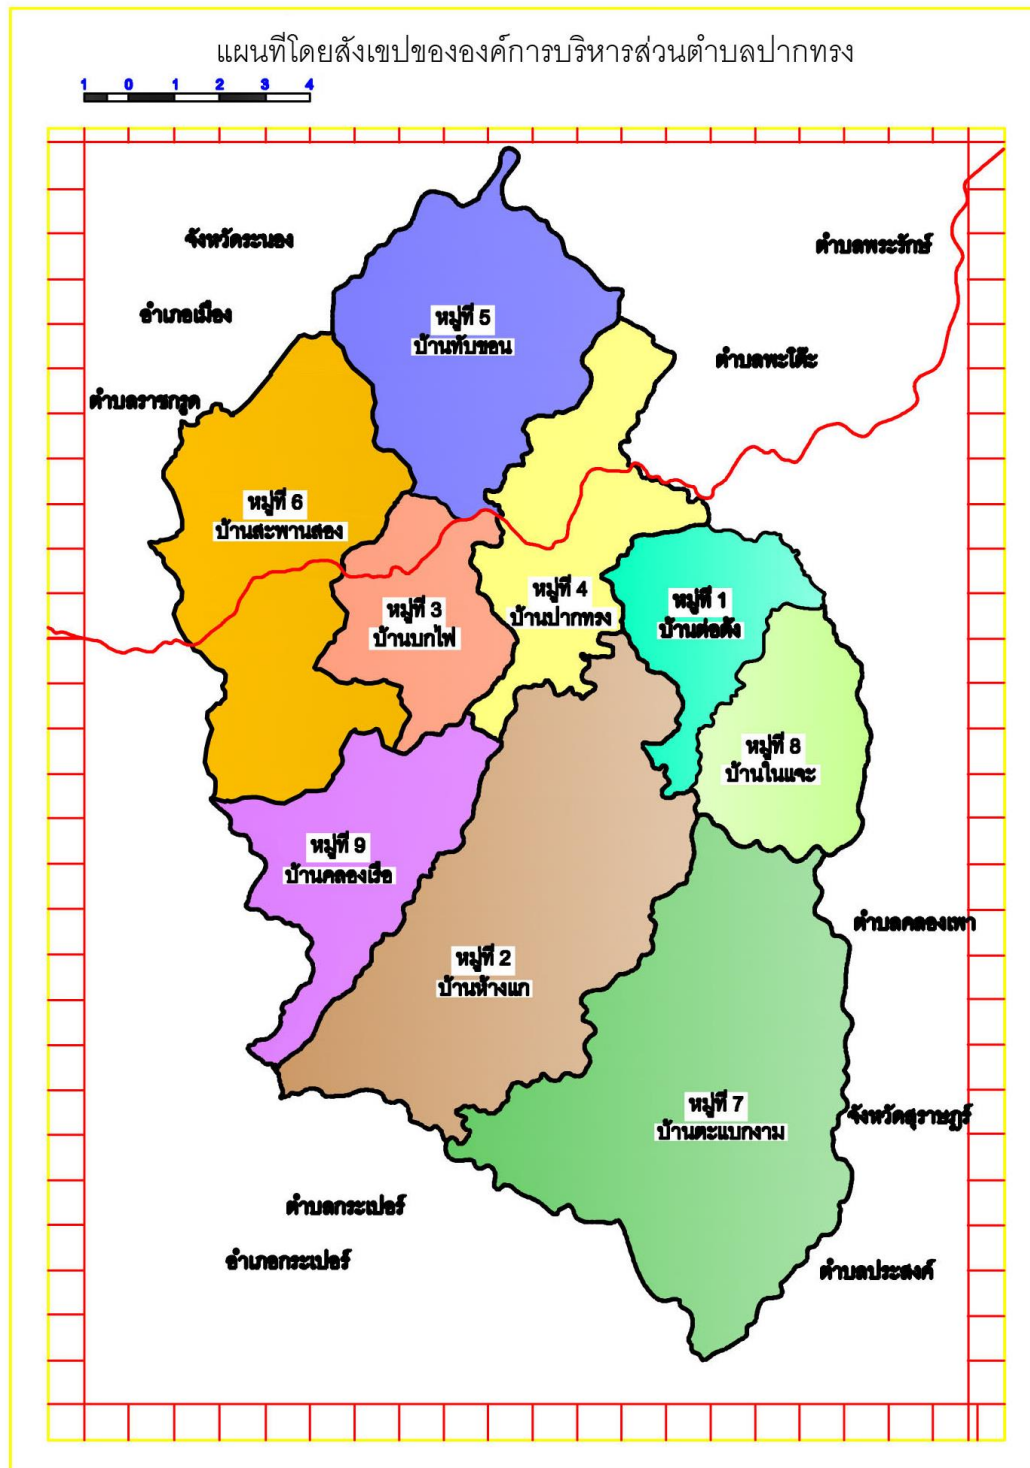 แผนที่โดยสังเขปขององค์การบริหารส่วนตำบลปากทรง
1 0 1 2 3 4
จังหวัดระนอง
ตำบลพระรักษ์
อำเภอเมือง
หมู่ที่ 5
บ้านทับขอน
ตำบลพะโต๊ะ
ตำบลราชกรูด
หมู่ที่ 6
บ้านสะพานสอง
หมู่ที่ 4
บ้านปากทรง
หมู่ที่ 1
บ้านต่อตั้ง
หมู่ที่ 3
บ้านบกไฟ
หมู่ที่ 8
บ้านในแจะ
หมู่ที่ 9
บ้านคลองเรือ
ตำบลคลองเพา
หมู่ที่ 2
บ้านห้างแก
หมู่ที่ 7
บ้านตะแบกงาม
จังหวัดสุราษฎร์
ตำบลกระเปอร์
อำเภอกระเปอร์
ตำบลประสงค์